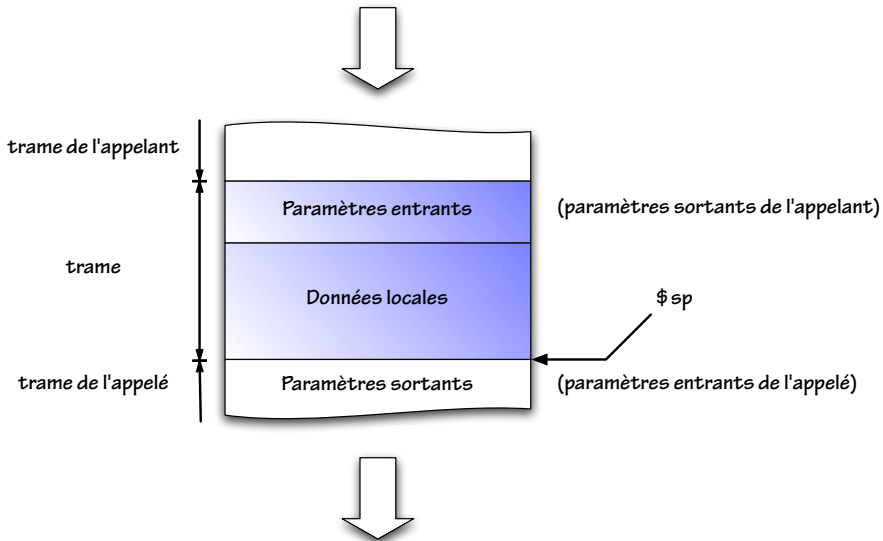 trame de l'appelant
Paramètres entrants
(paramètres sortants de l'appelant)
trame
Données locales
$sp
trame de l'appelé
Paramètres sortants
(paramètres entrants de l'appelé)